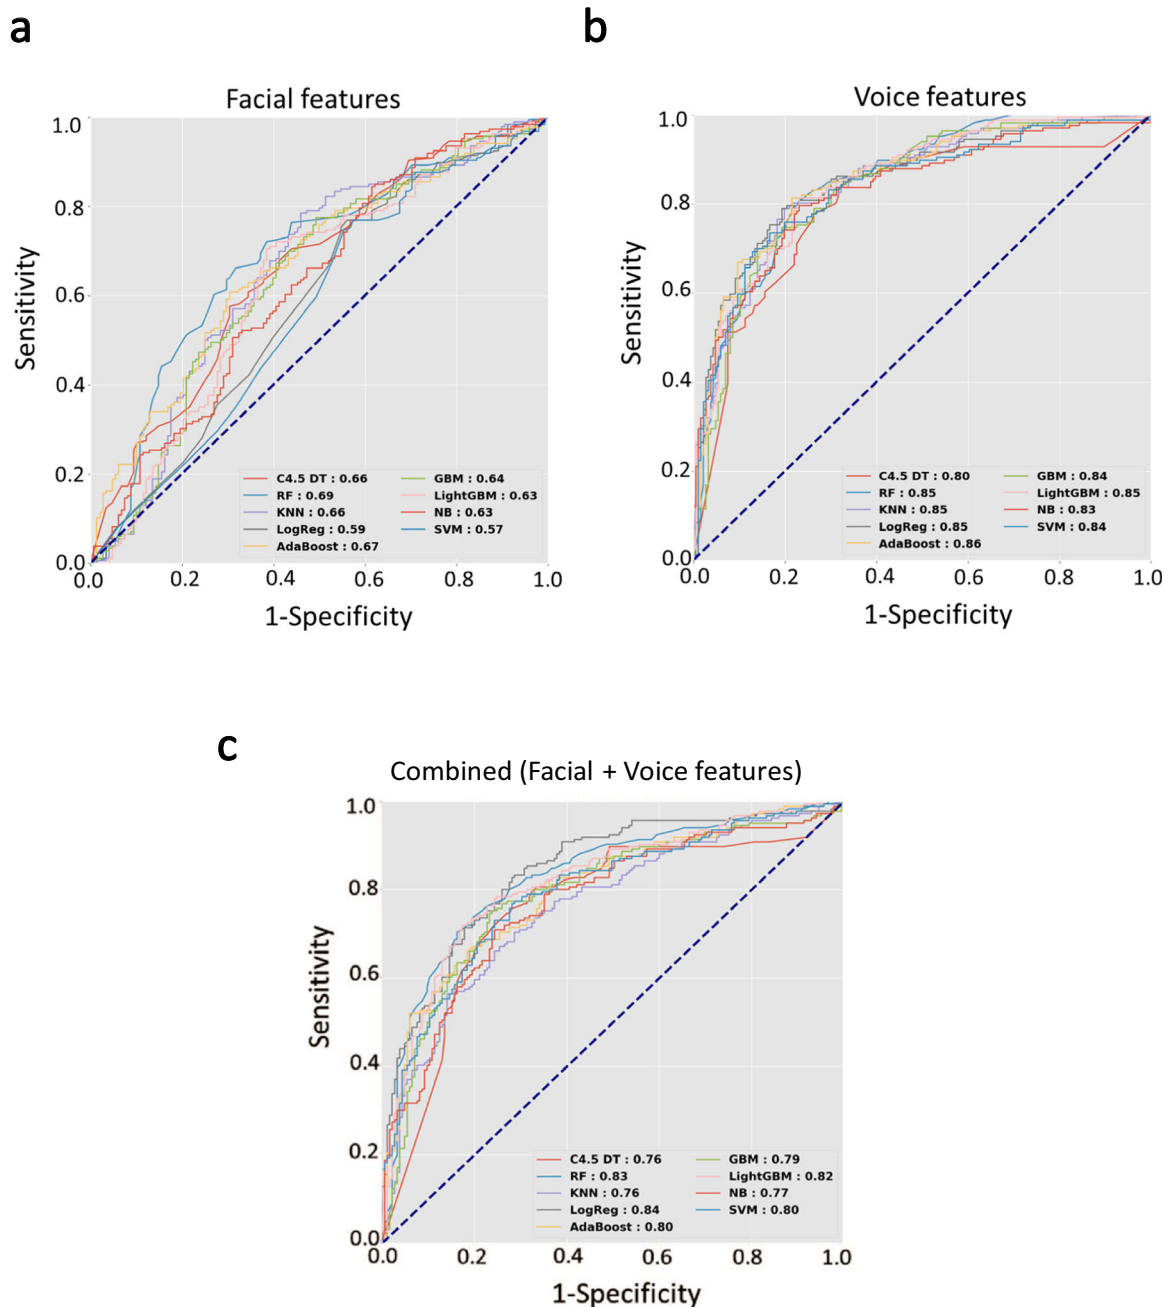 a
Facial features
1.0
0.8
0.6
0.4
0.2
0.0
Sensitivity
C4.5 DT : 0.66
RF : 0.69
KNN : 0.66
LogReg : 0.59
AdaBoost : 0.67
GBM : 0.64
LightGBM : 0.63
NB : 0.63
SVM : 0.57
0.0 0.2 0.4 0.6 0.8 1.0
1-Specificity
b
Voice features
1.0
0.8
0.6
0.4
0.2
0.0
Sensitivity
C4.5 DT : 0.80
RF : 0.85
KNN : 0.85
LogReg : 0.85
AdaBoost : 0.86
GBM : 0.84
LightGBM : 0.85
NB : 0.83
SVM : 0.84
0.0 0.2 0.4 0.6 0.8 1.0
1-Specificity
c
Combined (Facial + Voice features)
1.0
0.8
0.6
0.4
0.2
0.0
Sensitivity
C4.5 DT : 0.76
RF : 0.83
KNN : 0.76
LogReg : 0.84
AdaBoost : 0.80
GBM : 0.79
LightGBM : 0.82
NB : 0.77
SVM : 0.80
0.0 0.2 0.4 0.6 0.8 1.0
1-Specificity